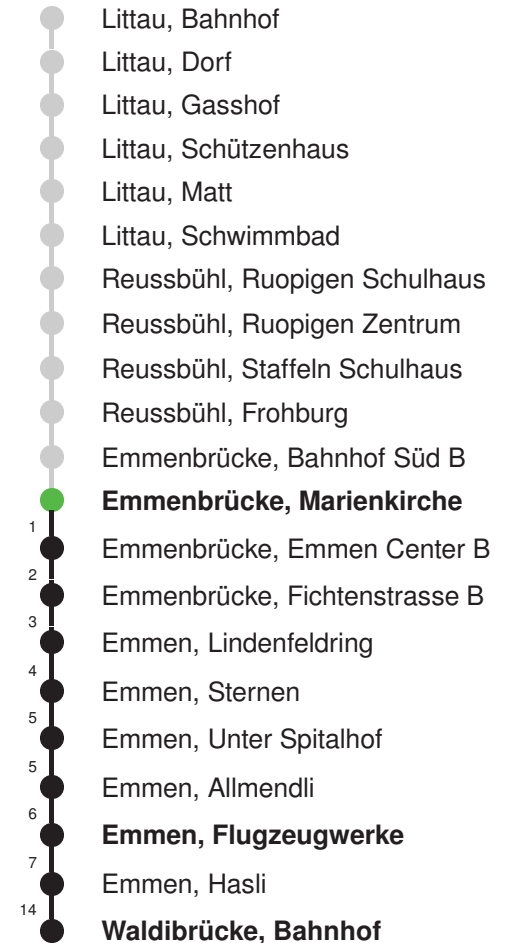 Littau, Bahnhof
Littau, Dorf
Littau, Gasshof
Littau, Schützenhaus
Littau, Matt
Littau, Schwimmbad
Reussbühl, Ruopigen Schulhaus
Reussbühl, Ruopigen Zentrum
Reussbühl, Staffeln Schulhaus
Reussbühl, Frohburg
Emmenbrücke, Bahnhof Süd B
Emmenbrücke, Marienkirche
1 Emmenbrücke, Emmen Center B
2 Emmenbrücke, Fichtenstrasse B
3 Emmen, Lindenfeldring
4 Emmen, Sternen
5 Emmen, Unter Spitalhof
5 Emmen, Allmendli
6 Emmen, Flugzeugwerke
7 Emmen, Hasli
14 Waldibrücke, Bahnhof